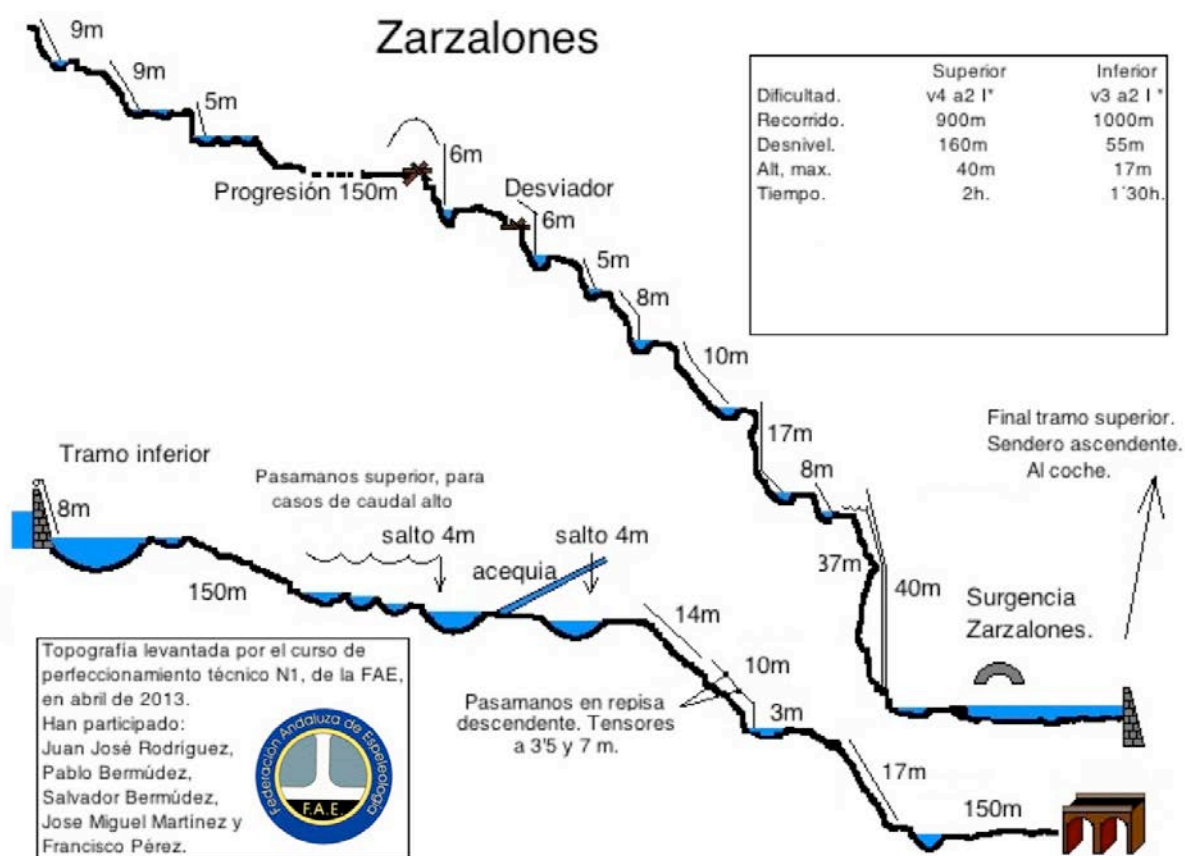 Zarzalones
9m
9m
5m
Progresión 150m
6m
Desviador
6m
5m
8m
10m
17m
8m
37m
40m
Superior Inferior
Dificultad. v4 a2 I* v3 a2 I *
Recorrido. 900m 1000m
Desnivel. 160m 55m
Alt, max. 40m 17m
Tiempo. 2h. 1´30h.
Final tramo superior.
Sendero ascendente.
Al coche.
Surgencia
Zarzalones.
Tramo inferior
8m
Pasamanos superior, para
casos de caudal alto
salto 4m
salto 4m
acequia
150m
14m
10m
3m
Pasamanos en repisa
descendente. Tensores
a 3'5 y 7 m.
17m
150m
Topografía levantada por el curso de
perfeccionamiento técnico N1, de la FAE,
en abril de 2013.
Han participado:
Juan José Rodríguez,
Pablo Bermúdez,
Salvador Bermúdez,
Jose Miguel Martínez y
Francisco Pérez.
Federación Andaluza de Espeleología
F.A.E.